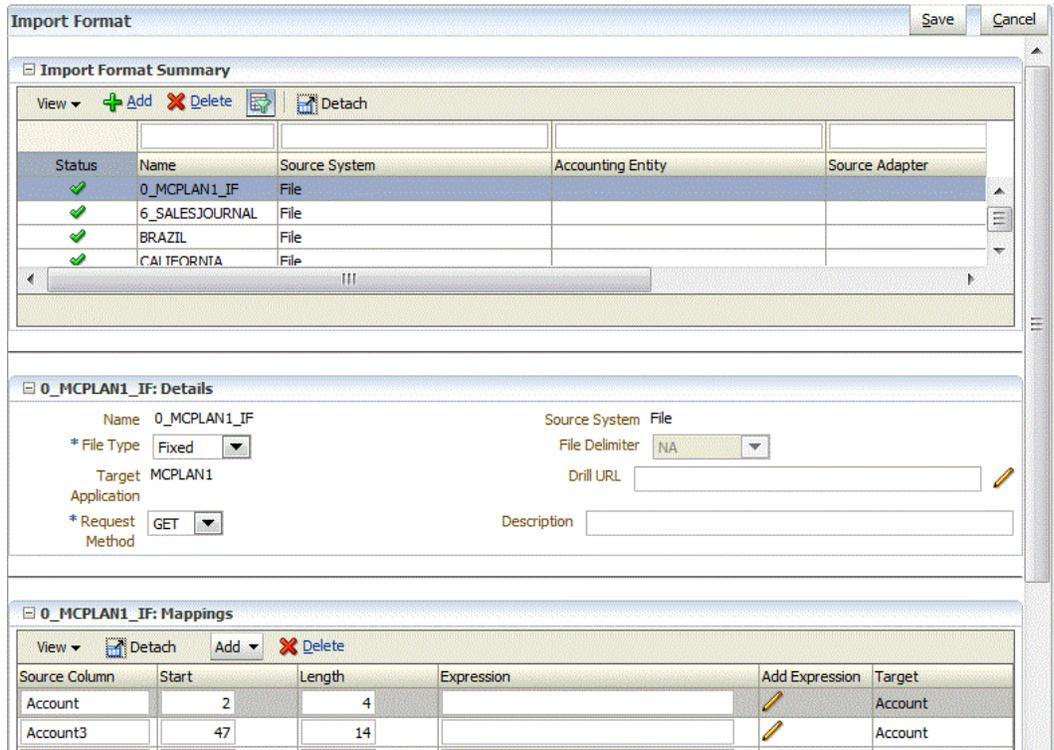 Import Format
Save Cancel
Import Format Summary
View Add Delete Detach
Status Name Source System Accounting Entity Source Adapter
0_MCPLAN1_IF File
6_SALESJOURNAL File
BRAZIL File
CALIFORNIA File
0_MCPLAN1_IF: Details
Name 0_MCPLAN1_IF Source System File
* File Type Fixed File Delimiter NA
Target MCPLAN1 Drill URL
Application
* Request GET Description
Method
0_MCPLAN1_IF: Mappings
View Detach Add Delete
Source Column Start Length Expression Add Expression Target
Account 2 4 Account
Account3 47 14 Account